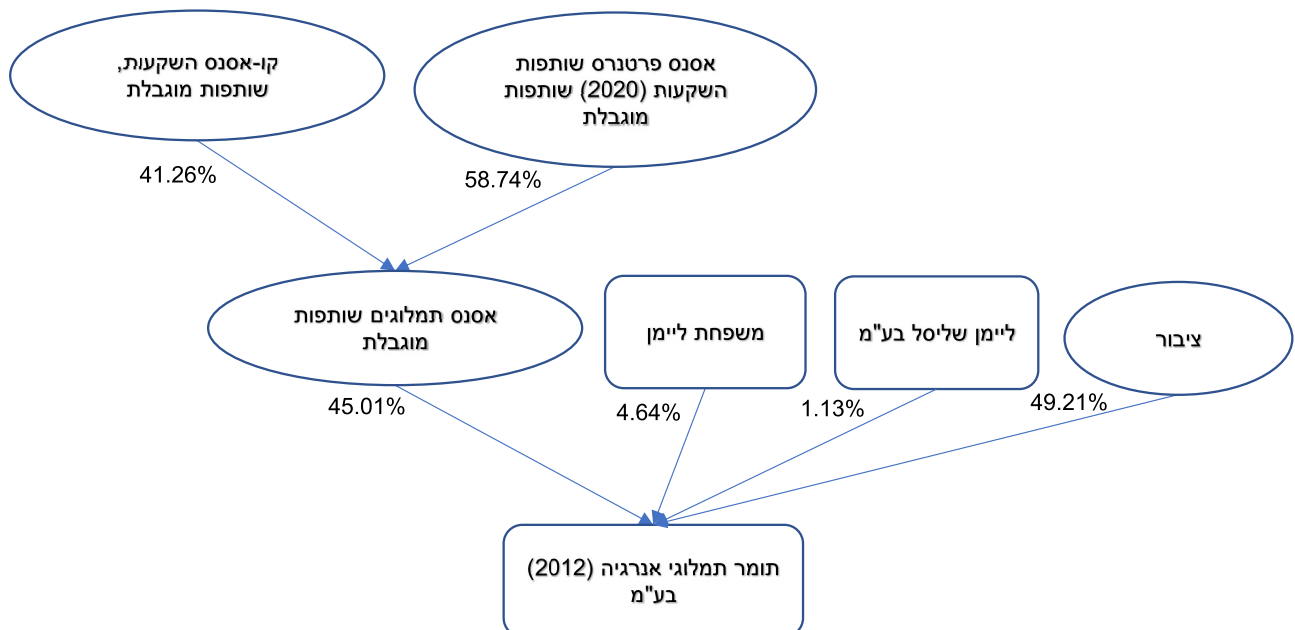 קו-אסנס השקעות,
שותפות מוגבלת
אסנס פרטנרס שותפות
השקעות (2020) שותפות
מוגבלת
41.26%
58.74%
אסנס תמלוגים שותפות
מוגבלת
משפחת ליימן
ליימן שליסל בע"מ
ציבור
45.01%
4.64%
1.13%
49.21%
תומר תמלוגי אנרגיה (2012)
בע"מ